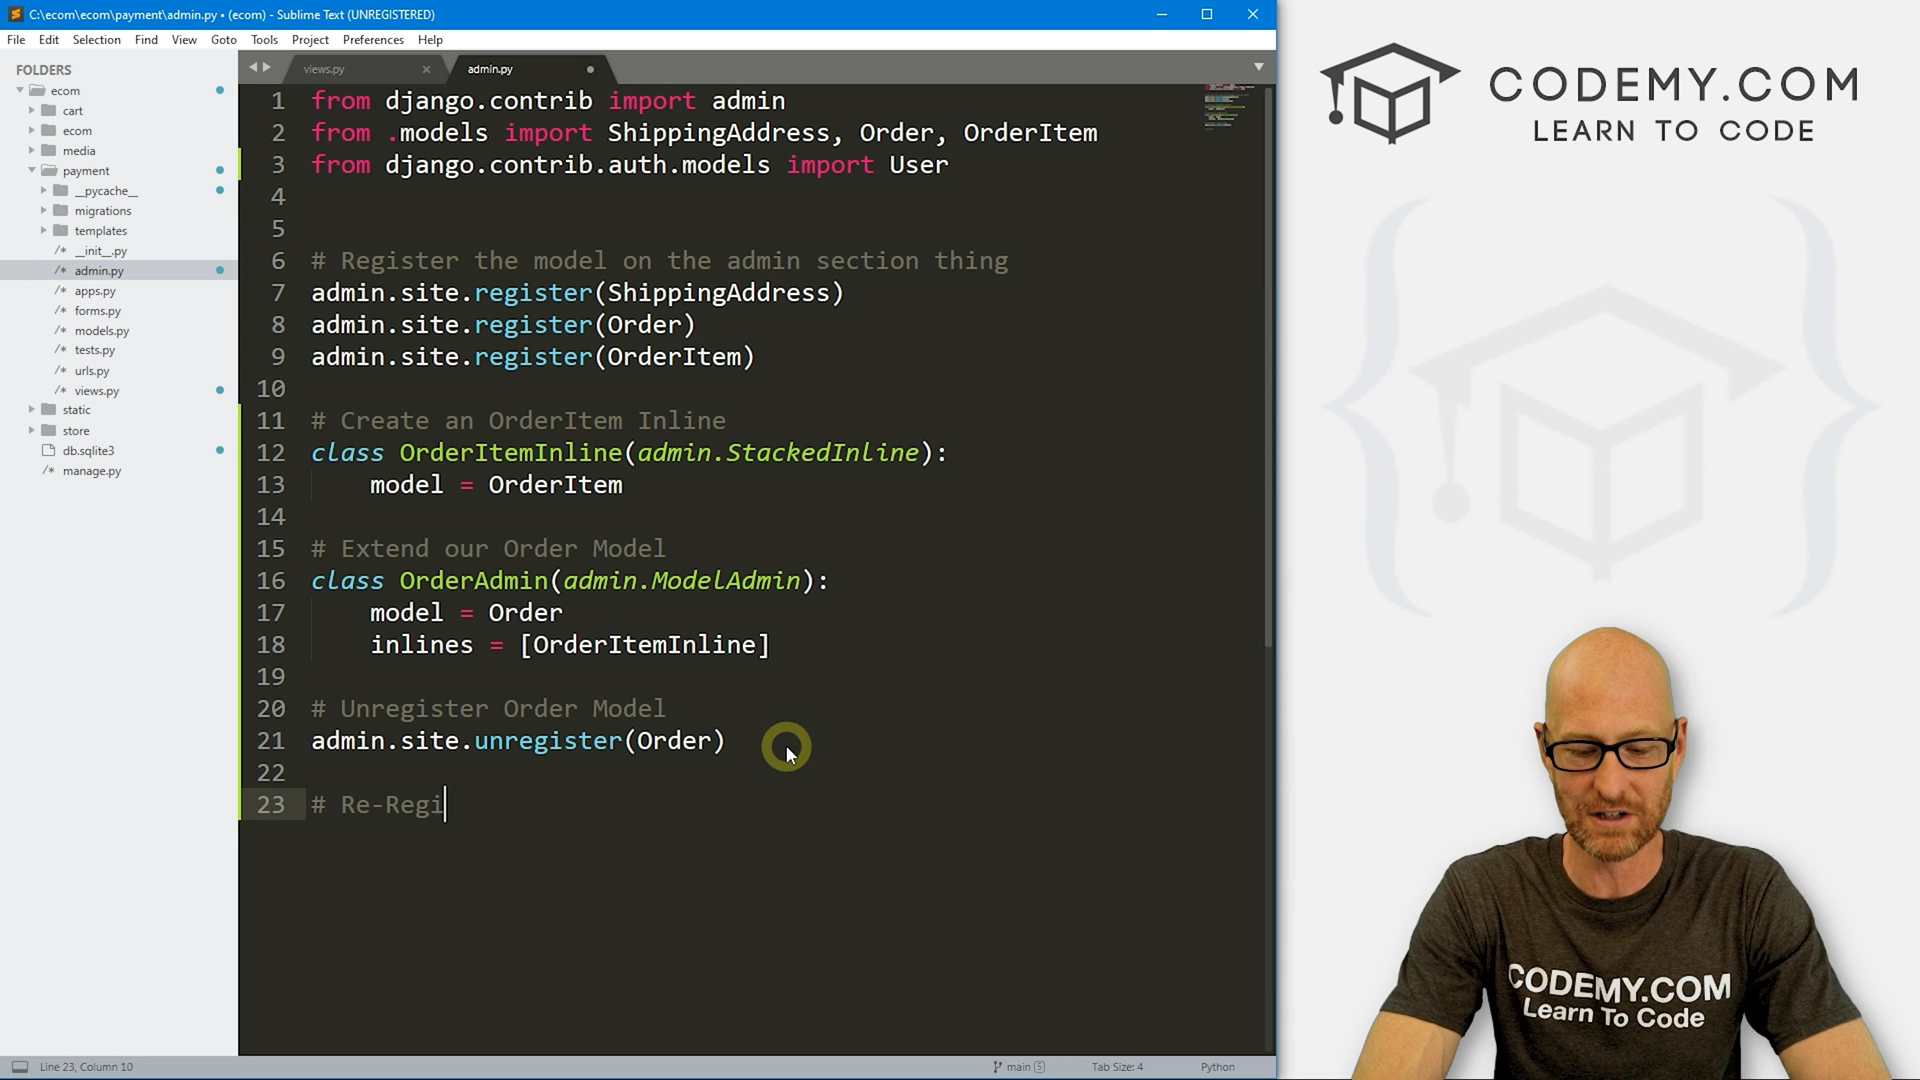 C:\ecom\ecom\payment\admin.py • (ecom) - Sublime Text (UNREGISTERED)
File Edit Selection Find View Goto Tools Project Preferences Help
FOLDERS
ecom
cart
ecom
media
payment
__pycache__
migrations
templates
/* __init__.py
/* admin.py
/* apps.py
/* forms.py
/* models.py
/* tests.py
/* urls.py
/* views.py
static
store
db.sqlite3
/* manage.py
views.py
admin.py
1 from django.contrib import admin
2 from .models import ShippingAddress, Order, OrderItem
3 from django.contrib.auth.models import User
4
5
6 # Register the model on the admin section thing
7 admin.site.register(ShippingAddress)
8 admin.site.register(Order)
9 admin.site.register(OrderItem)
10
11 # Create an OrderItem Inline
12 class OrderItemInline(admin.StackedInline):
13 model = OrderItem
14
15 # Extend our Order Model
16 class OrderAdmin(admin.ModelAdmin):
17 model = Order
18 inlines = [OrderItemInline]
19
20 # Unregister Order Model
21 admin.site.unregister(Order)
22
23 # Re-Regi
Line 23, Column 10
main 5
Tab Size: 4
Python
CODEMY.COM
LEARN TO CODE
CODEMY.COM
Learn To Code